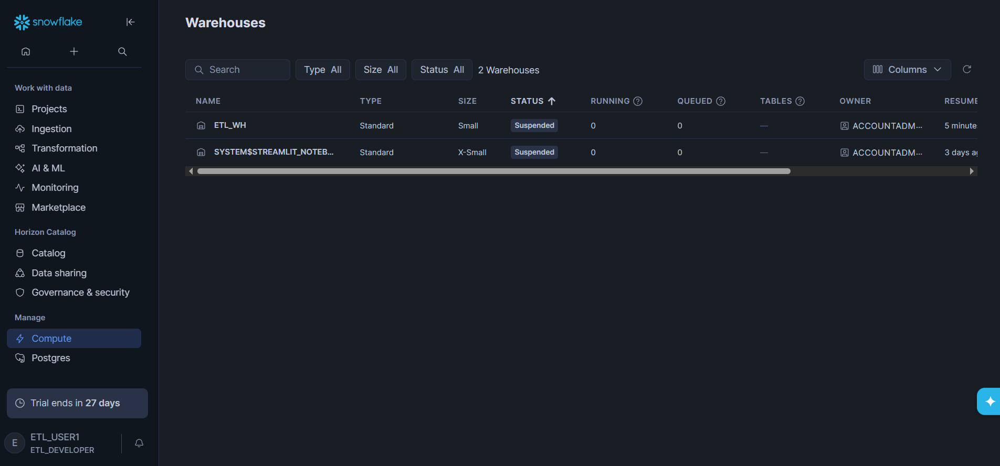 snowflake
Work with data
Projects
Ingestion
Transformation
AI & ML
Monitoring
Marketplace
Horizon Catalog
Catalog
Data sharing
Governance & security
Manage
Compute
Postgres
Trial ends in 27 days
E
ETL_USER1
ETL_DEVELOPER
Warehouses
Search Type All Size All Status All 2 Warehouses Columns
NAME TYPE SIZE STATUS RUNNING QUEUED TABLES OWNER RESUME
ETL_WH Standard Small Suspended 0 0 — ACCOUNTADM... 5 minute
SYSTEM$STREAMLIT_NOTEB... Standard X-Small Suspended 0 0 — ACCOUNTADM... 3 days ag